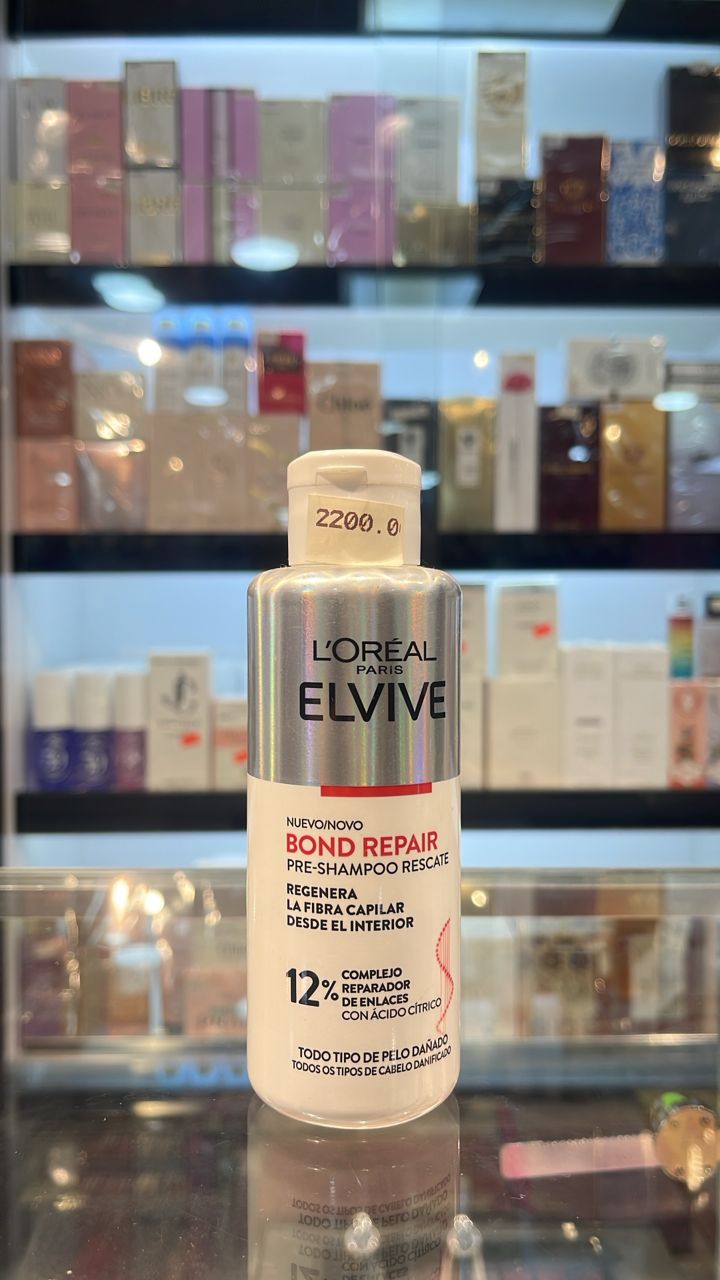 Chloé
2200.0
L'ORÉAL
PARIS
ELVIVE
NUEVO/NOVO
BOND REPAIR
PRE-SHAMPOO RESCATE
REGENERA
LA FIBRA CAPILAR
DESDE EL INTERIOR
12%
COMPLEJO
REPARADOR
DE ENLACES
CON ÁCIDO CÍTRICO
TODO TIPO DE PELO DAÑADO
TODOS OS TIPOS DE CABELO DANIFICADO